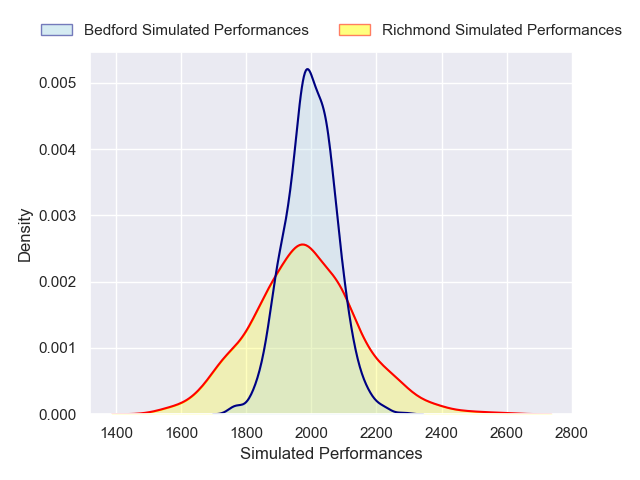 Bedford Simulated Performances
Richmond Simulated Performances
0.005
0.004
0.003
0.002
0.001
0.000
Density
1400 1600 1800 2000 2200 2400 2600 2800
Simulated Performances